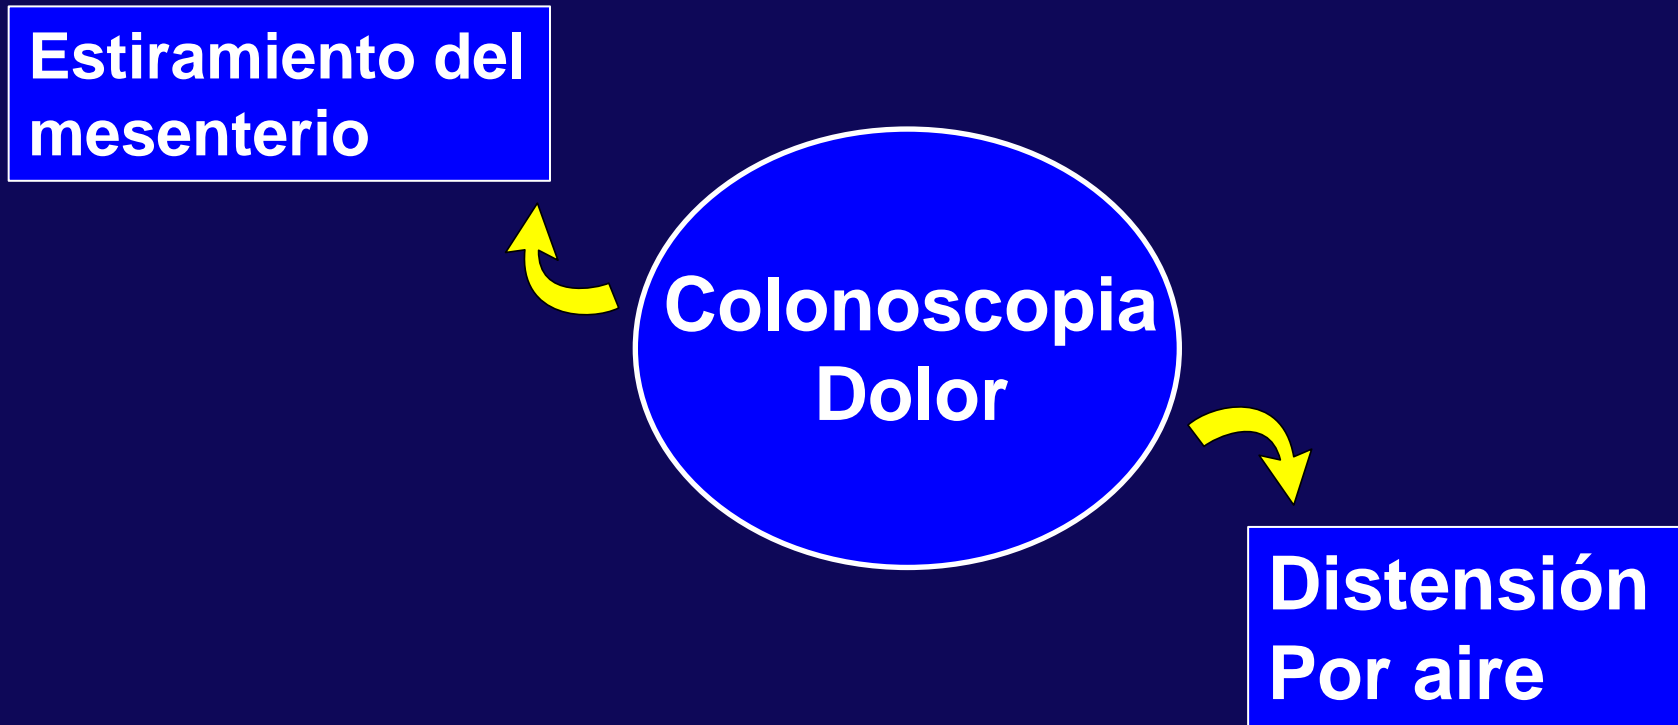 Estiramiento del
mesenterio
Colonoscopia
Dolor
Distensión
Por aire